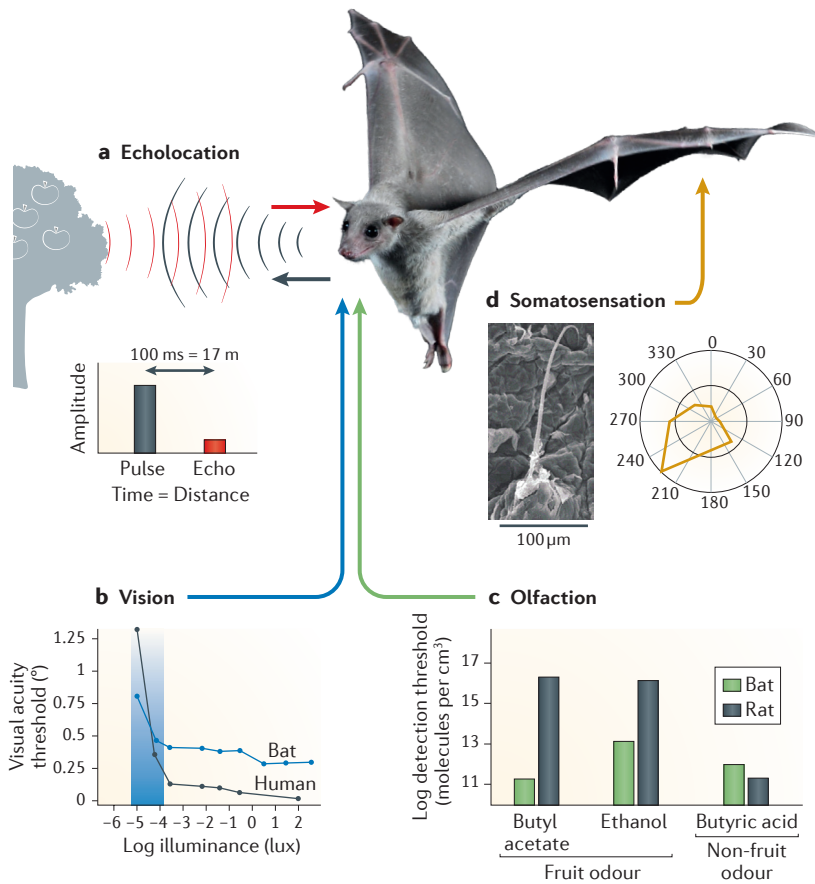 a Echolocation
100 ms = 17 m
Amplitude
Pulse
Echo
Time = Distance
d Somatosensation
0
30
60
90
120
150
180
210
240
270
300
330
100 µm
b Vision
Visual acuity
threshold (°)
1.25
1
0.75
0.5
0.25
0
Bat
Human
–6 –5 –4 –3 –2 –1 0 1 2
Log illuminance (lux)
c Olfaction
Log detection threshold
(molecules per cm³)
17
15
13
11
Bat
Rat
Butyl
acetate
Ethanol
Butyric acid
Fruit odour
Non-fruit
odour